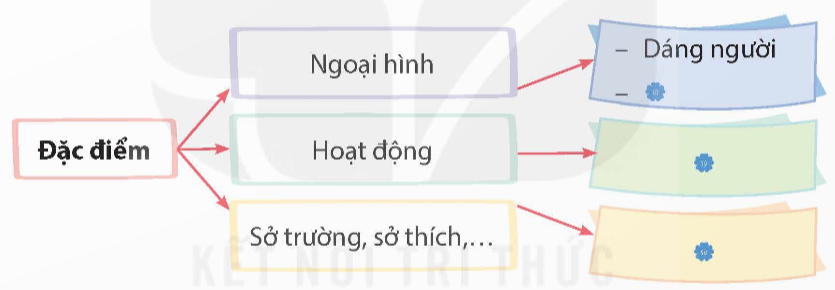 Đặc điểm
Ngoại hình
– Dáng người
–
Hoạt động
Sở trường, sở thích,...
KẾT NỐI TRI THỨC